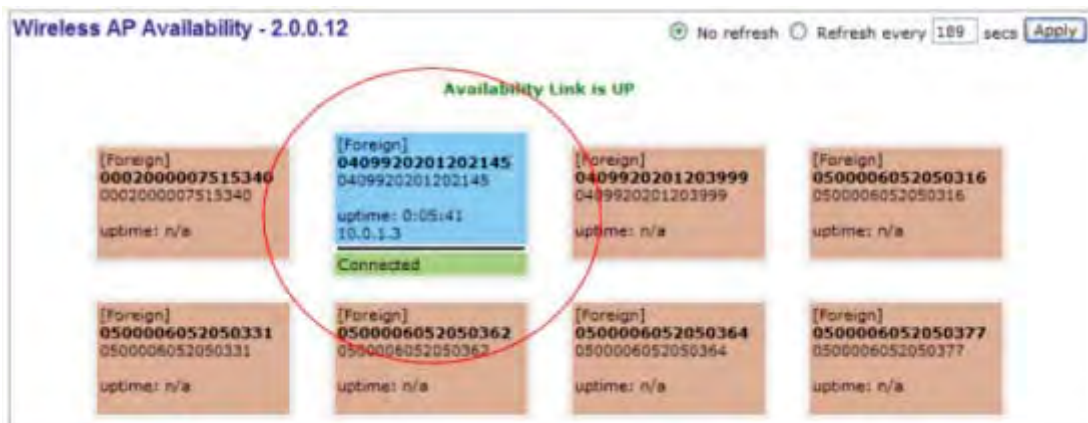 Wireless AP Availability - 2.0.0.12
No refresh Refresh every 189 secs Apply
Availability Link is UP
[Foreign]
0002000007515340
0002000007515340
uptime: n/a
[Foreign]
0409920201202145
0409920201202145
uptime: 0:05:41
10.0.1.3
Connected
[Foreign]
0409920201203999
0409920201203999
uptime: n/a
[Foreign]
0500006052050316
0500006052050316
uptime: n/a
[Foreign]
0500006052050331
0500006052050331
uptime: n/a
[Foreign]
0500006052050362
0500006052050362
uptime: n/a
[Foreign]
0500006052050364
0500006052050364
uptime: n/a
[Foreign]
0500006052050377
0500006052050377
uptime: n/a